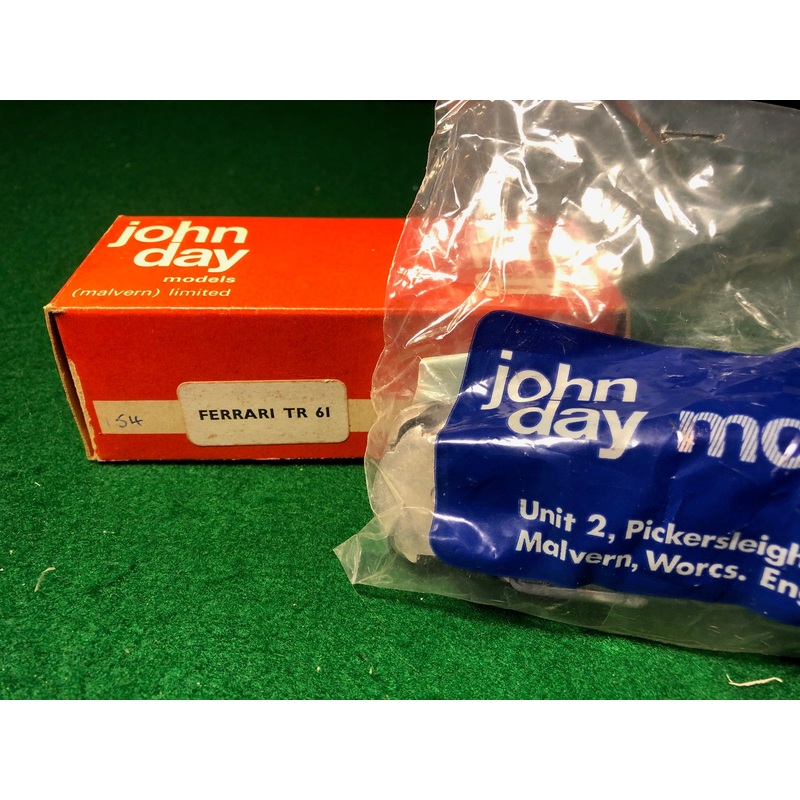 john
day
models
(malvern) limited
54
FERRARI TR 61
john
day mo
Unit 2, Pickersleigh
Malvern, Worcs. Eng